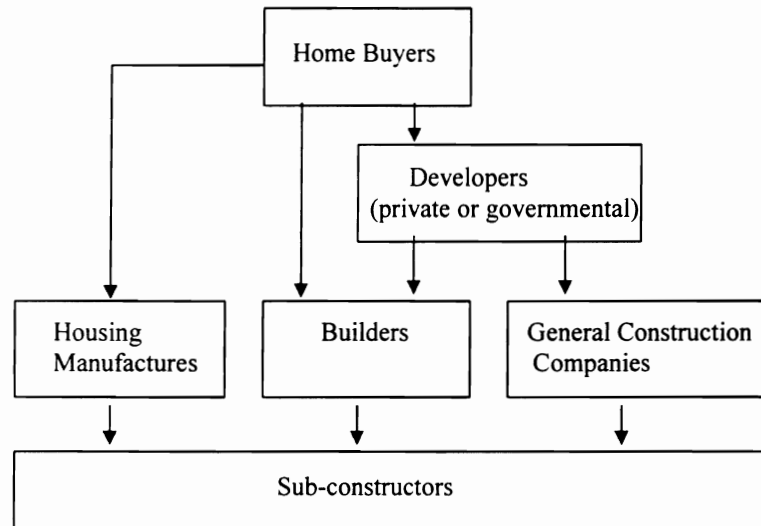 Home Buyers
Developers
(private or governmental)
Housing
Manufactures
Builders
General Construction
Companies
Sub-constructors